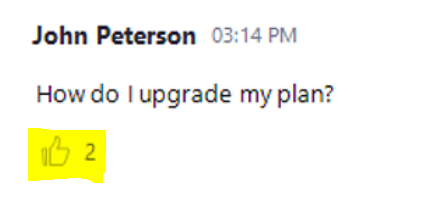 John Peterson 03:14 PM
How do I upgrade my plan?
2